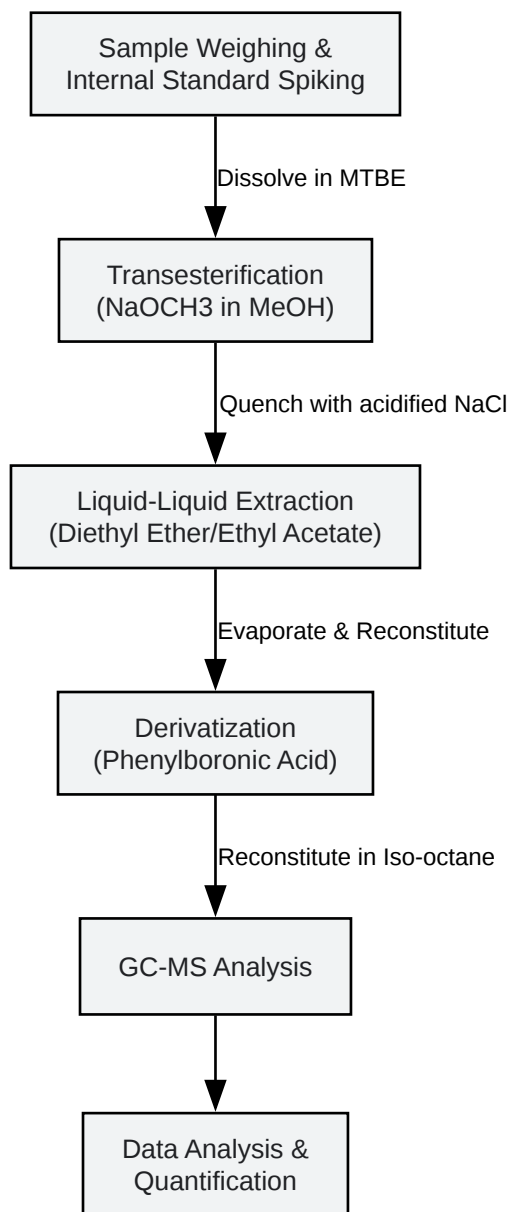 Sample Weighing &
Internal Standard Spiking
Dissolve in MTBE
Transesterification
(NaOCH3 in MeOH)
Quench with acidified NaCl
Liquid-Liquid Extraction
(Diethyl Ether/Ethyl Acetate)
Evaporate & Reconstitute
Derivatization
(Phenylboronic Acid)
Reconstitute in Iso-octane
GC-MS Analysis
Data Analysis &
Quantification